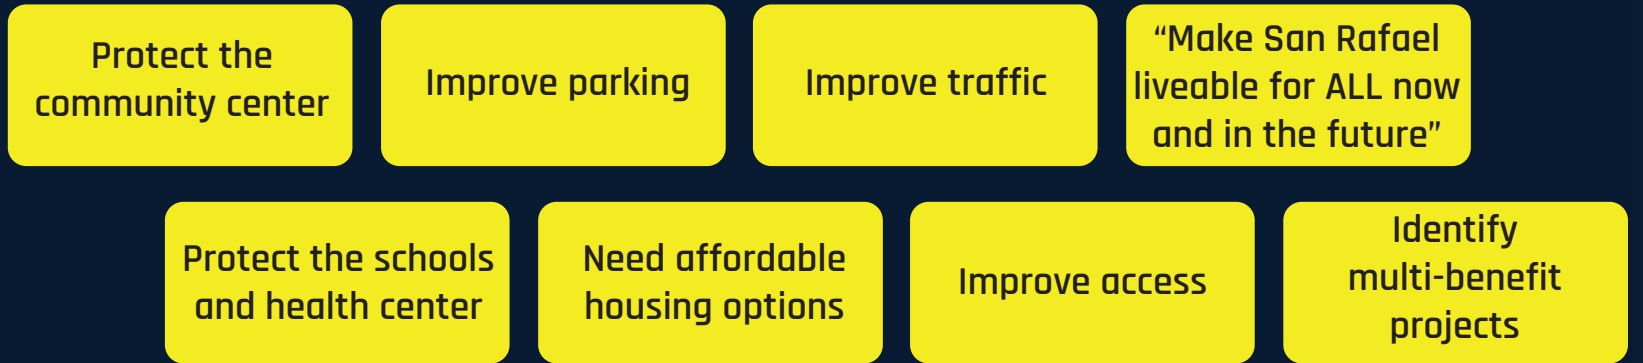 Protect the
community center
Improve parking
Improve traffic
“Make San Rafael
liveable for ALL now
and in the future”
Protect the schools
and health center
Need affordable
housing options
Improve access
Identify
multi-benefit
projects